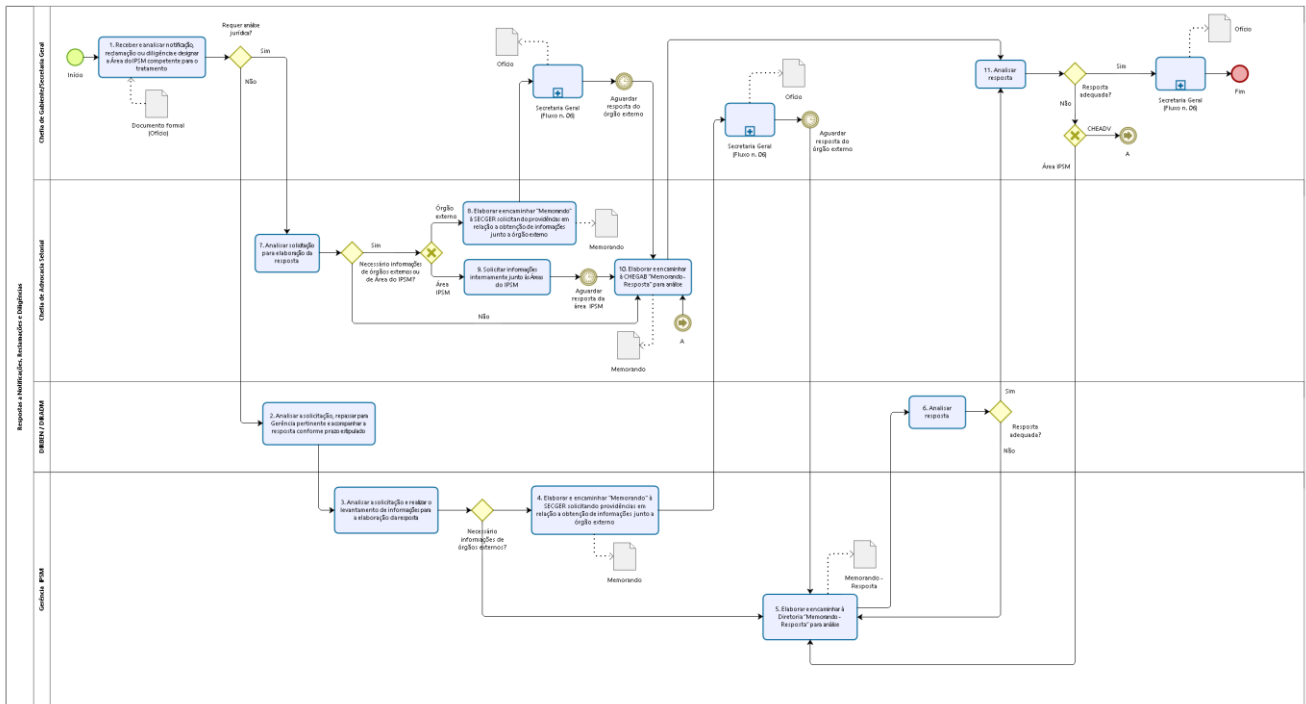 Respostas a Notificações, Reclamações e Diligências
Chefia de Gabiente/Secretaria Geral
Início
1. Receber e analisar notificação,
reclamação ou diligência e designar
a Área do IPSM competente para o
tratamento
Documento formal
(Ofício)
Requer análise
jurídica?
Sim
Não
Ofício
Secretaria Geral
(Fluxo n. 06)
Aguardar
resposta do
órgão externo
Ofício
Secretaria Geral
(Fluxo n. 06)
Aguardar
resposta do
órgão externo
11. Analisar
resposta
Resposta
adequada?
Sim
Não
Ofício
Secretaria Geral
(Fluxo n. 06)
Fim
CHEADV
A
Área IPSM
Chefia de Advocacia Setorial
7. Analisar solicitação
para elaboração da
resposta
Sim
Necessário informações
de órgãos externos ou
de Área do IPSM?
Não
Órgão
externo
Área
IPSM
8. Elaborar e encaminhar "Memorando"
à SECGER solicitando providências em
relação a obtenção de informações
junto a órgão externo
Memorando
9. Solicitar informações
internamente junto às Áreas
do IPSM
Aguardar
resposta da
área IPSM
10. Elaborar e encaminhar
à CHEGAB "Memorando-
Resposta" para análise
Memorando
A
DIRBEN / DIRADM
2. Analisar a solicitação, repassar para
Gerência pertinente e acompanhar a
resposta conforme prazo estipulado
6. Analisar
resposta
Sim
Resposta
adequada?
Não
Gerência IPSM
3. Analisar a solicitação e realizar o
levantamento de informações para
a elaboração da resposta
Necessário
informações de
órgãos externos?
4. Elaborar e encaminhar "Memorando" à
SECGER solicitando providências em
relação a obtenção de informações junto a
órgão externo
Memorando
Memorando -
Resposta
5. Elaborar e encaminhar à
Diretoria "Memorando -
Resposta" para análise